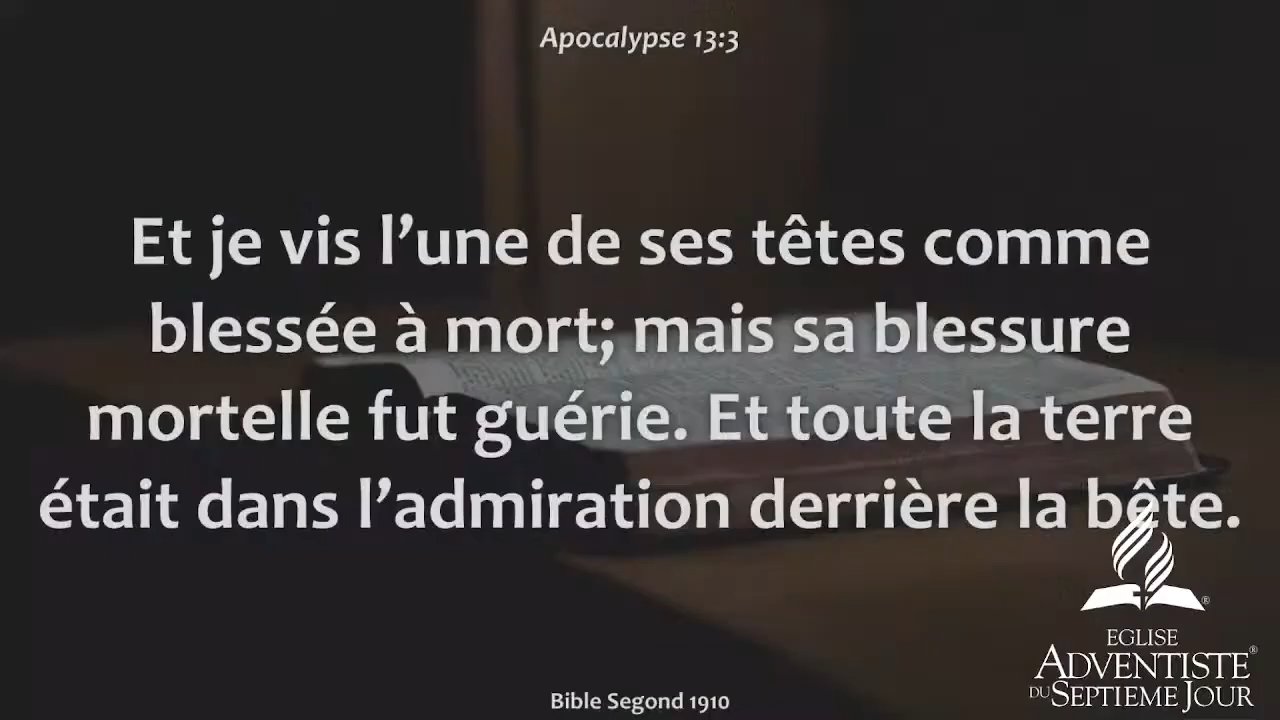 Apocalypse 13:3
Et je vis l’une de ses têtes comme
blessée à mort; mais sa blessure
mortelle fut guérie. Et toute la terre
était dans l’admiration derrière la bête.
EGLISE
ADVENTISTE®
DU SEPTIEME JOUR
Bible Segond 1910